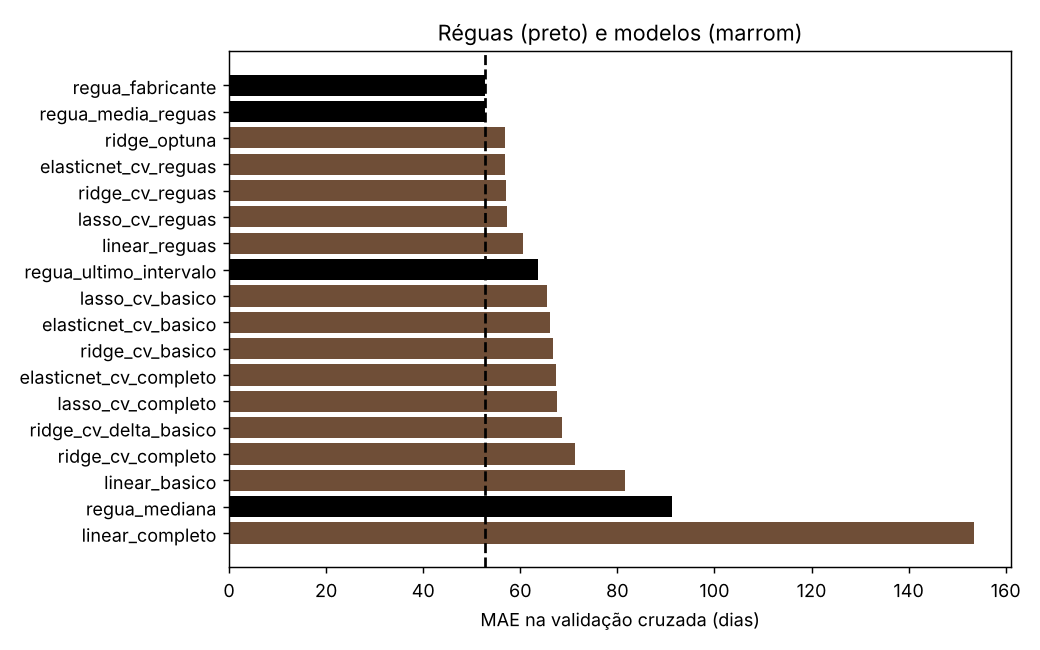 Réguas (preto) e modelos (marrom)
regua_fabricante
regua_media_reguas
ridge_optuna
elasticnet_cv_reguas
ridge_cv_reguas
lasso_cv_reguas
linear_reguas
regua_ultimo_intervalo
lasso_cv_basico
elasticnet_cv_basico
ridge_cv_basico
elasticnet_cv_completo
lasso_cv_completo
ridge_cv_delta_basico
ridge_cv_completo
linear_basico
regua_mediana
linear_completo
0 20 40 60 80 100 120 140 160
MAE na validação cruzada (dias)